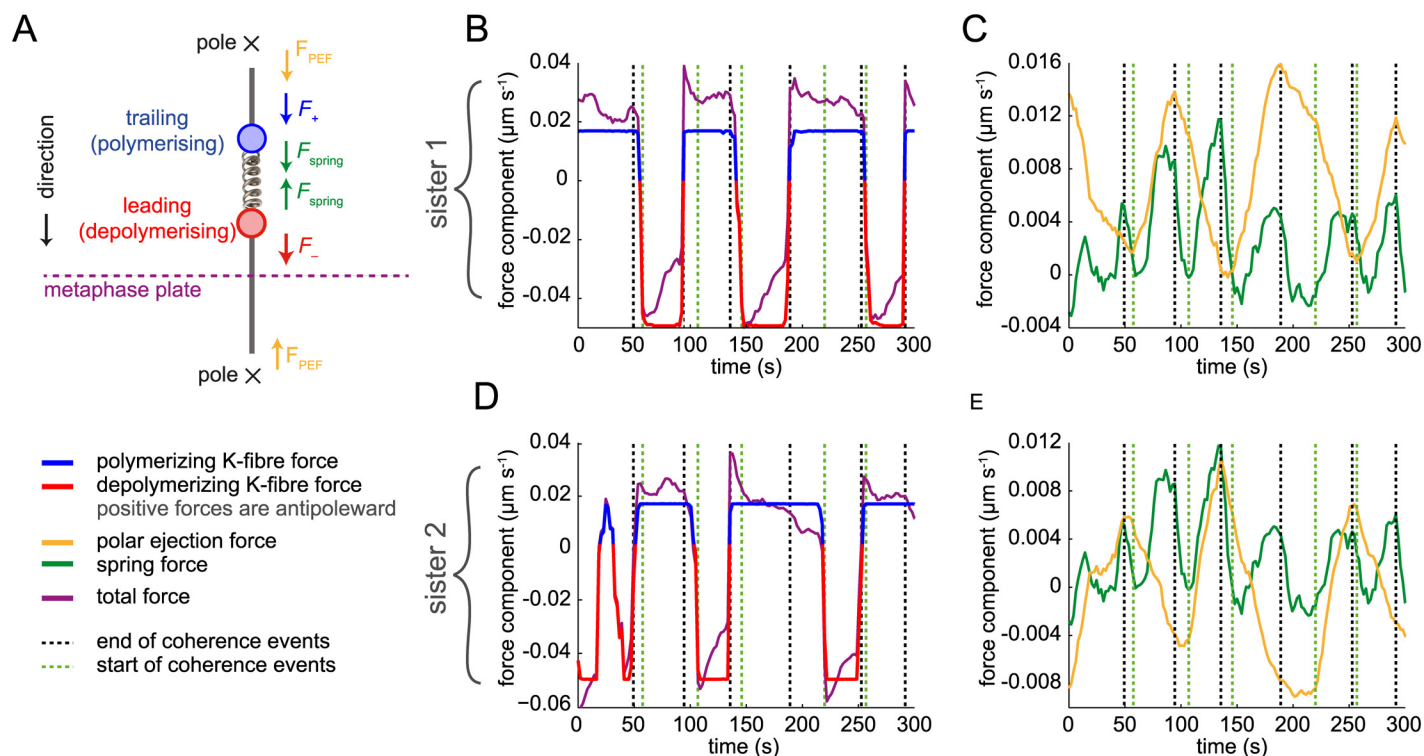 A
pole ×
F_PEF
F_+
trailing
(polymerising)
F_spring
F_spring
direction
leading
(depolymerising)
F_–
metaphase plate
F_PEF
pole ×
polymerizing K-fibre force
depolymerizing K-fibre force
positive forces are antipoleward
polar ejection force
spring force
total force
end of coherence events
start of coherence events
sister 1
B
force component (µm s⁻¹)
0.04
0.02
0
-0.02
-0.04
0 50 100 150 200 250 300
time (s)
C
force component (µm s⁻¹)
0.016
0.012
0.008
0.004
0
-0.004
0 50 100 150 200 250 300
time (s)
sister 2
D
force component (µm s⁻¹)
0.04
0.02
0
-0.02
-0.04
−0.06
0 50 100 150 200 250 300
time (s)
E
force component (µm s⁻¹)
0.012
0.008
0.004
0
-0.004
-0.008
0 50 100 150 200 250 300
time (s)